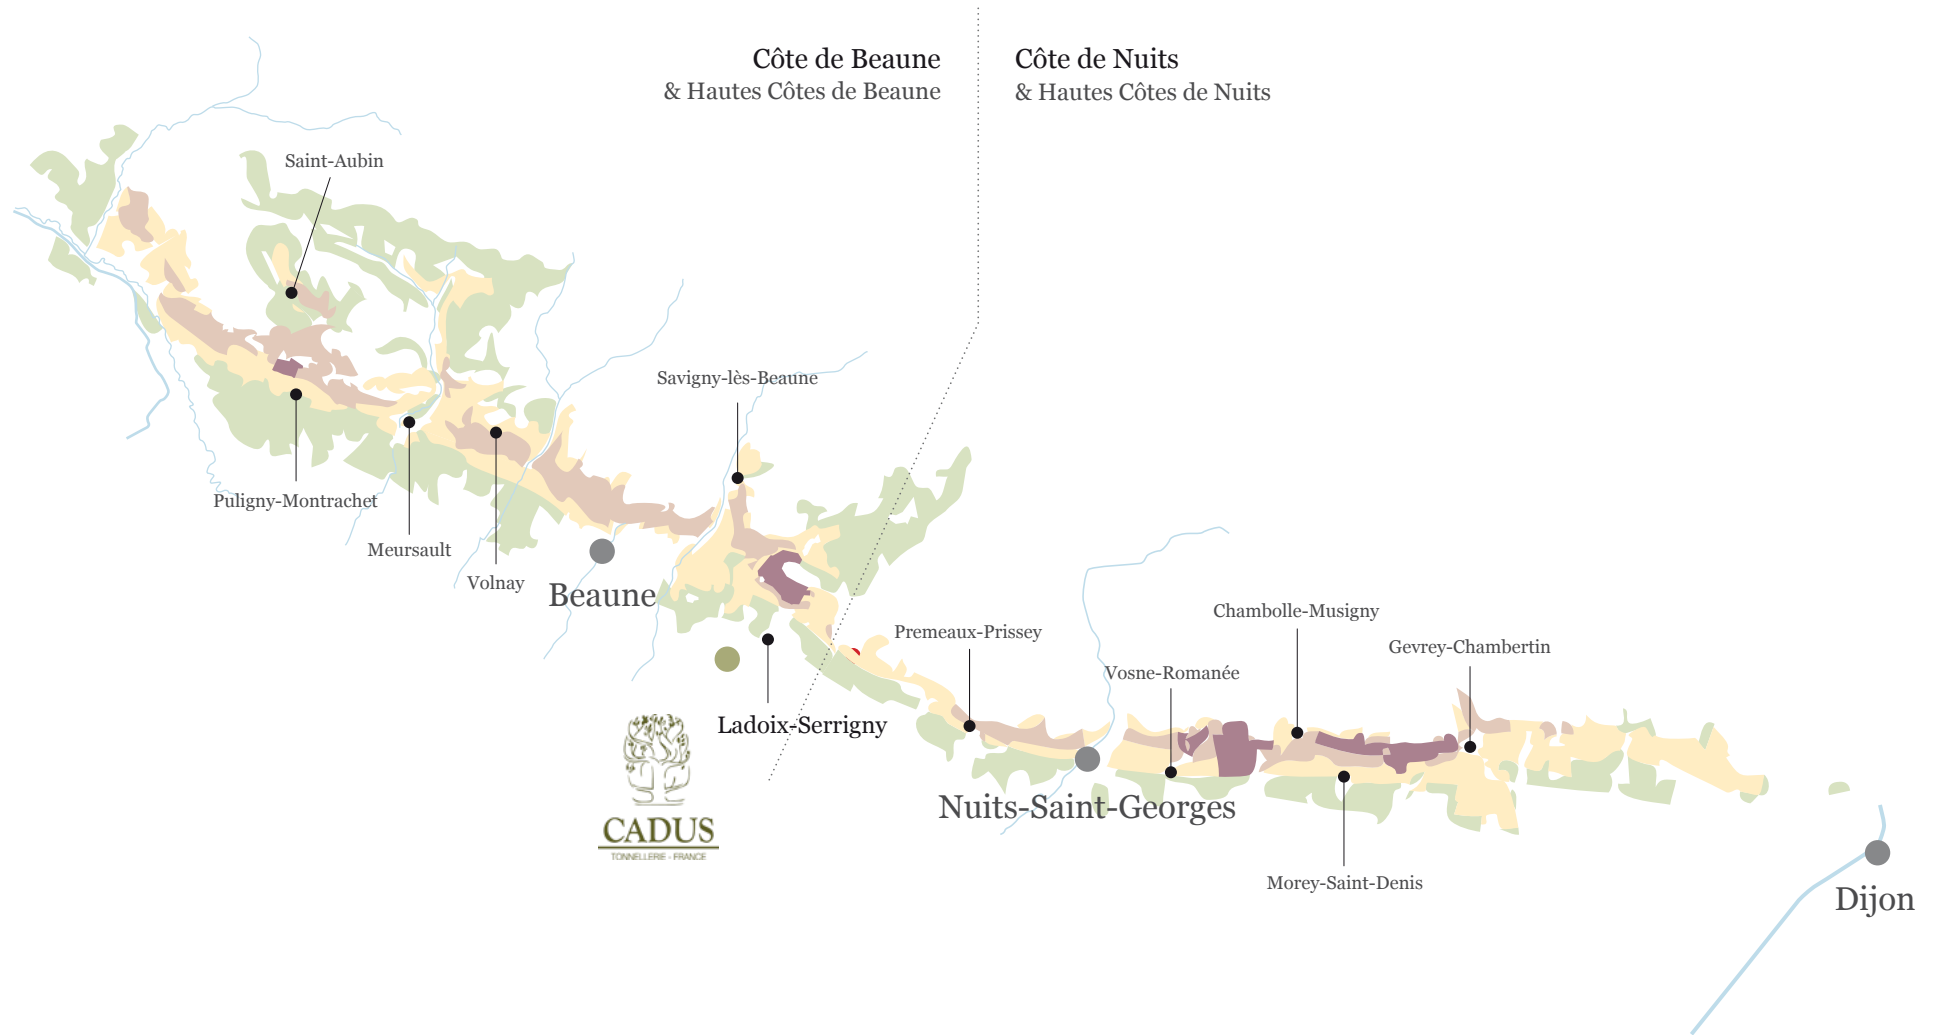 Côte de Beaune
& Hautes Côtes de Beaune
Côte de Nuits
& Hautes Côtes de Nuits
Saint-Aubin
Savigny-lès-Beaune
Puligny-Montrachet
Meursault
Volnay
Beaune
Ladoix-Serrigny
CADUS
TONNELLERIE - FRANCE
Premeaux-Prissey
Nuits-Saint-Georges
Vosne-Romanée
Chambolle-Musigny
Gevrey-Chambertin
Morey-Saint-Denis
Dijon